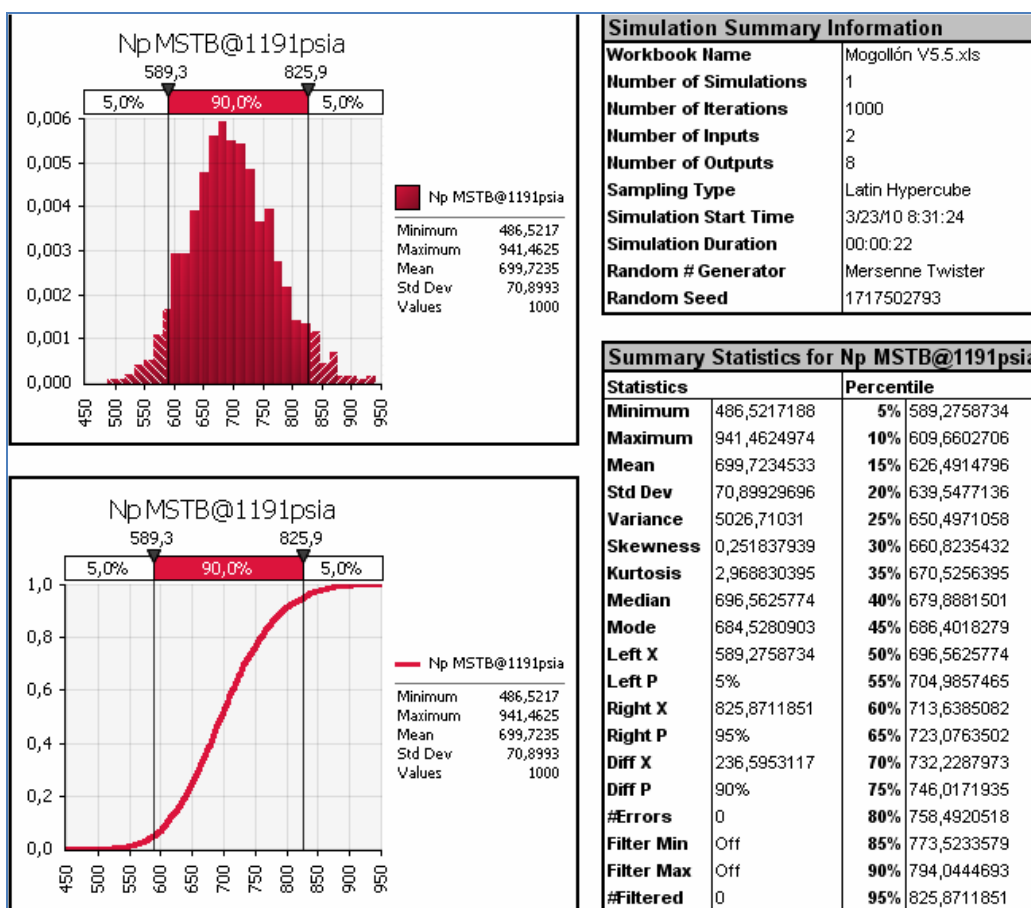 Np MSTB@1191psia
589,3 825,9
5,0% 90,0% 5,0%
0,006
0,005
0,004
0,003
0,002
0,001
0,000
450 500 550 600 650 700 750 800 850 900 950
Np MSTB@1191psia
Minimum 486,5217
Maximum 941,4625
Mean 699,7235
Std Dev 70,8993
Values 1000
Np MSTB@1191psia
589,3 825,9
5,0% 90,0% 5,0%
1,0
0,8
0,6
0,4
0,2
0,0
450 500 550 600 650 700 750 800 850 900 950
Np MSTB@1191psia
Minimum 486,5217
Maximum 941,4625
Mean 699,7235
Std Dev 70,8993
Values 1000
Simulation Summary Information
Workbook Name Mogollón V5.5.xls
Number of Simulations 1
Number of Iterations 1000
Number of Inputs 2
Number of Outputs 8
Sampling Type Latin Hypercube
Simulation Start Time 3/23/10 8:31:24
Simulation Duration 00:00:22
Random # Generator Mersenne Twister
Random Seed 1717502793
Summary Statistics for Np MSTB@1191psia
Statistics Percentile
Minimum 486,5217188 5% 589,2758734
Maximum 941,4624974 10% 609,6602706
Mean 699,7234533 15% 626,4914796
Std Dev 70,89929696 20% 639,5477136
Variance 5026,71031 25% 650,4971058
Skewness 0,251837939 30% 660,8235432
Kurtosis 2,968830395 35% 670,5256395
Median 696,5625774 40% 679,8881501
Mode 684,5280903 45% 686,4018279
Left X 589,2758734 50% 696,5625774
Left P 5% 55% 704,9857465
Right X 825,8711851 60% 713,6385082
Right P 95% 65% 723,0763502
Diff X 236,5953117 70% 732,2287973
Diff P 90% 75% 746,0171935
#Errors 0 80% 758,4920518
Filter Min Off 85% 773,5233579
Filter Max Off 90% 794,0444693
#Filtered 0 95% 825,8711851